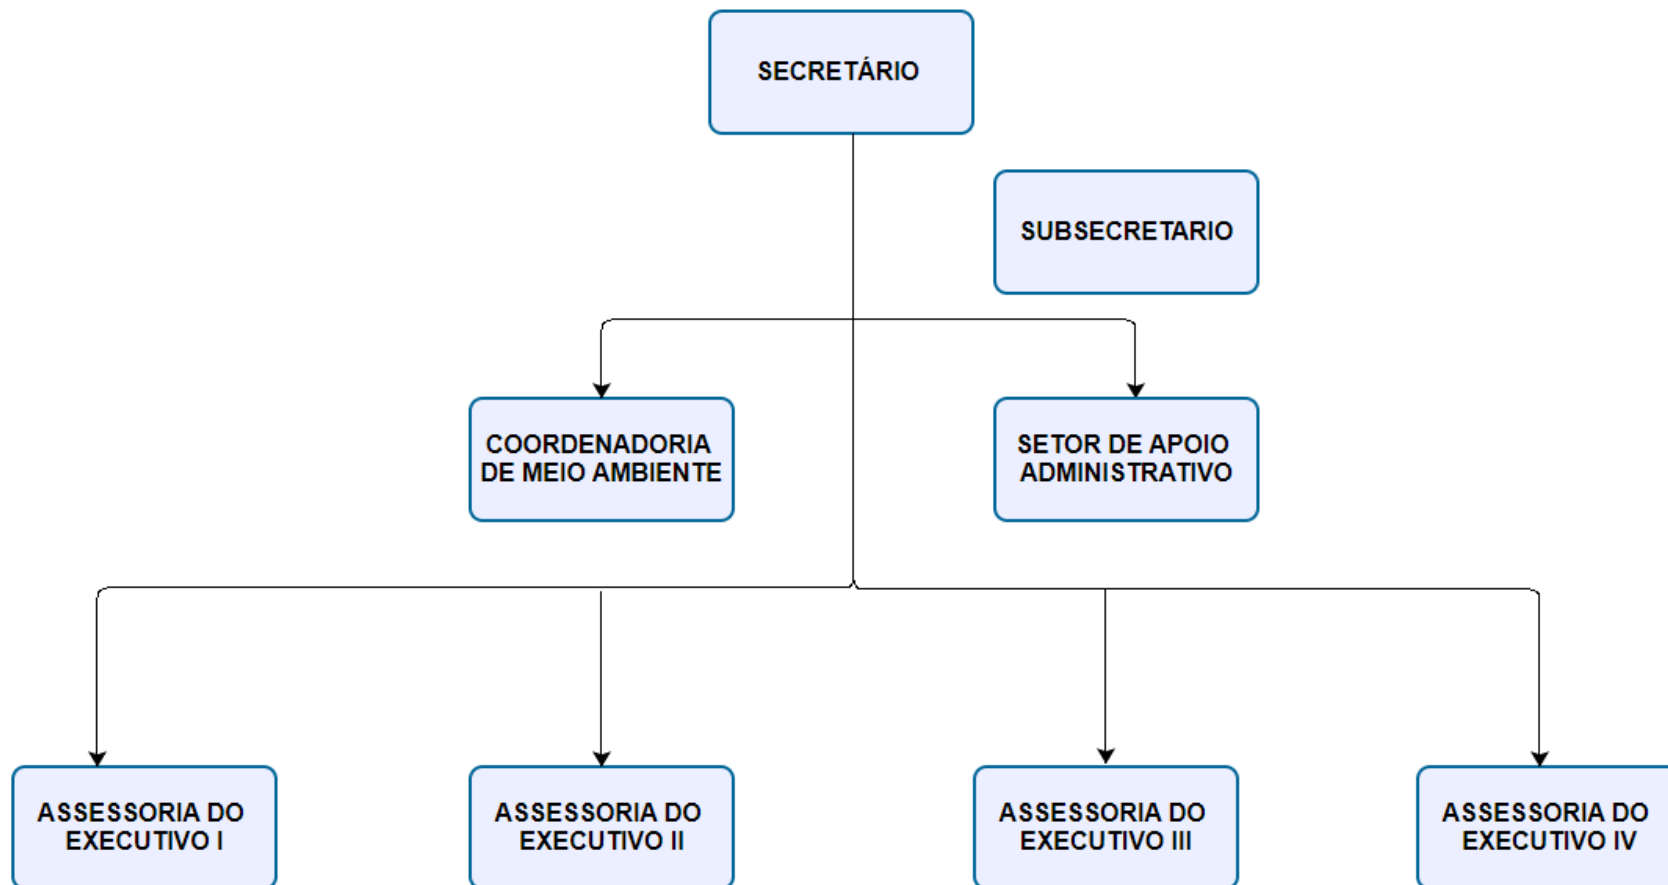 SECRETÁRIO
SUBSECRETARIO
COORDENADORIA
DE MEIO AMBIENTE
SETOR DE APOIO
ADMINISTRATIVO
ASSESSORIA DO
EXECUTIVO I
ASSESSORIA DO
EXECUTIVO II
ASSESSORIA DO
EXECUTIVO III
ASSESSORIA DO
EXECUTIVO IV